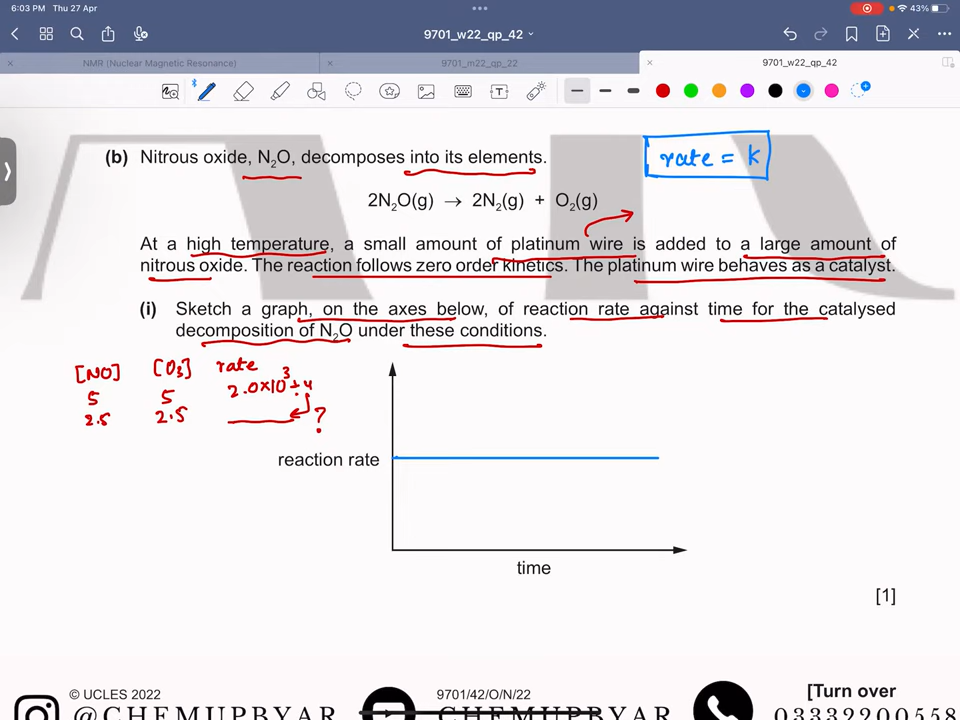 6:03 PM Thu 27 Apr
43%
9701_w22_qp_42
NMR (Nuclear Magnetic Resonance)
9701_m22_qp_22
9701_w22_qp_42
(b) Nitrous oxide, N₂O, decomposes into its elements.
rate = k
2N₂O(g) → 2N₂(g) + O₂(g)
At a high temperature, a small amount of platinum wire is added to a large amount of
nitrous oxide. The reaction follows zero order kinetics. The platinum wire behaves as a catalyst.
(i) Sketch a graph, on the axes below, of reaction rate against time for the catalysed
decomposition of N₂O under these conditions.
[NO] [O₃] rate
5 5 2.0×10³ ÷ 4
2.5 2.5 ?
reaction rate
time
[1]
© UCLES 2022
9701/42/O/N/22
[Turn over
@CHEMUPBYAR
CHEMUPBYAR
03332200558